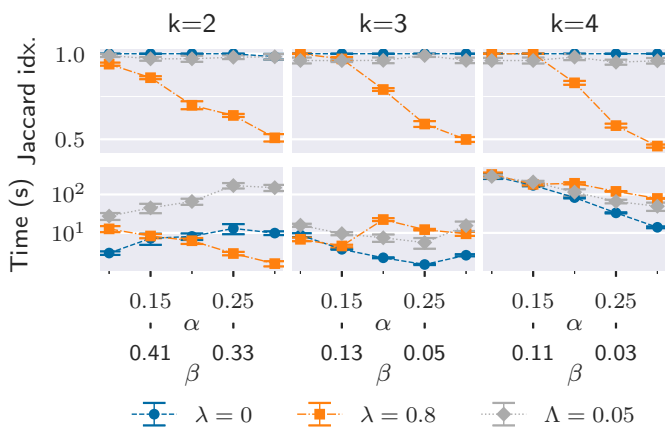 k=2 k=3 k=4
Jaccard idx.
1.0
0.5
Time (s)
10²
10¹
0.15 0.25 0.15 0.25 0.15 0.25
α α α
0.41 0.33 0.13 0.05 0.11 0.03
β β β
λ = 0 λ = 0.8 Λ = 0.05